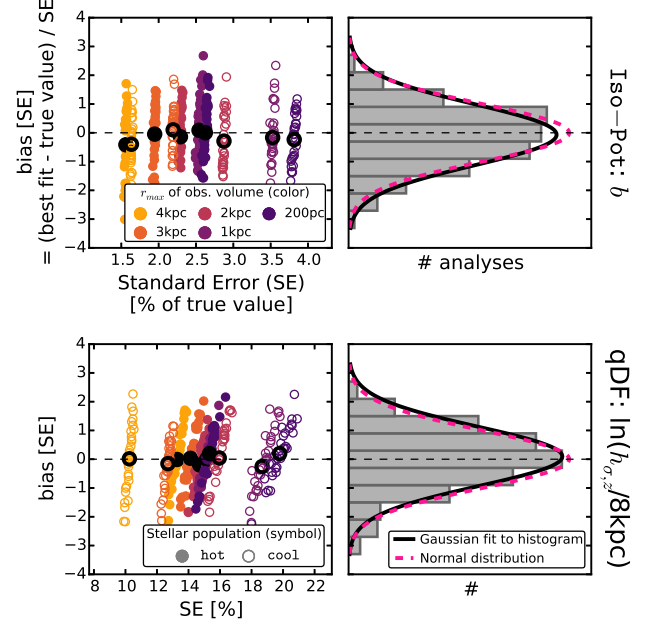 bias [SE]
= (best fit - true value) / SE
4
3
2
1
0
−1
−2
−3
−4
r_max of obs. volume (color)
4kpc
2kpc
200pc
3kpc
1kpc
1.5
2.0
2.5
3.0
3.5
4.0
Standard Error (SE)
[% of true value]
# analyses
Iso−Pot: b
bias [SE]
4
3
2
1
0
−1
−2
−3
−4
Stellar population (symbol)
hot
cool
8
10
12
14
16
18
20
22
SE [%]
Gaussian fit to histogram
Normal distribution
#
qDF: ln(h_σ,z/8kpc)